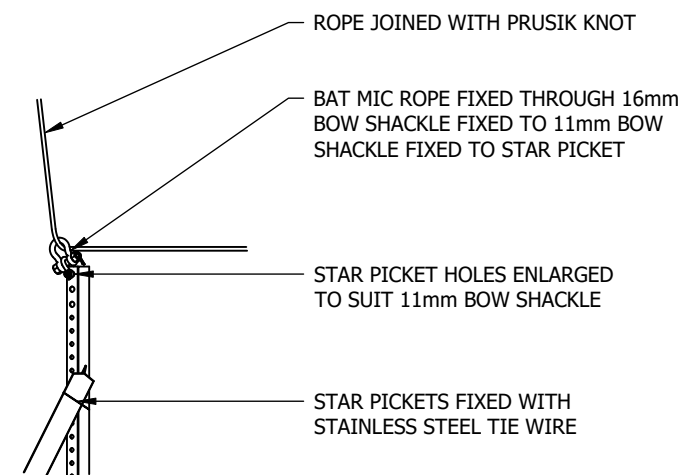 ROPE JOINED WITH PRUSIK KNOT
BAT MIC ROPE FIXED THROUGH 16mm
BOW SHACKLE FIXED TO 11mm BOW
SHACKLE FIXED TO STAR PICKET
STAR PICKET HOLES ENLARGED
TO SUIT 11mm BOW SHACKLE
STAR PICKETS FIXED WITH
STAINLESS STEEL TIE WIRE